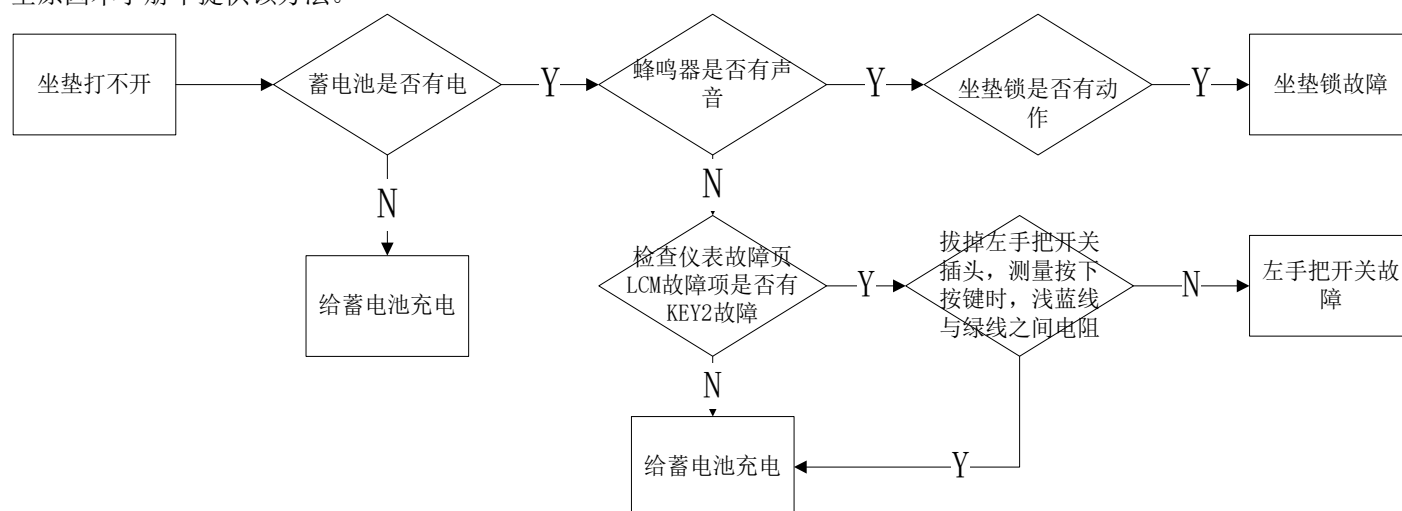 坐垫打不开
蓄电池是否有电
Y
蜂鸣器是否有声
音
Y
坐垫锁是否有动
作
Y
坐垫锁故障
N
给蓄电池充电
N
检查仪表故障页
LCM故障项是否有
KEY2故障
Y
拔掉左手把开关
插头，测量按下
按键时，浅蓝线
与绿线之间电阻
N
左手把开关故
障
N
给蓄电池充电
Y